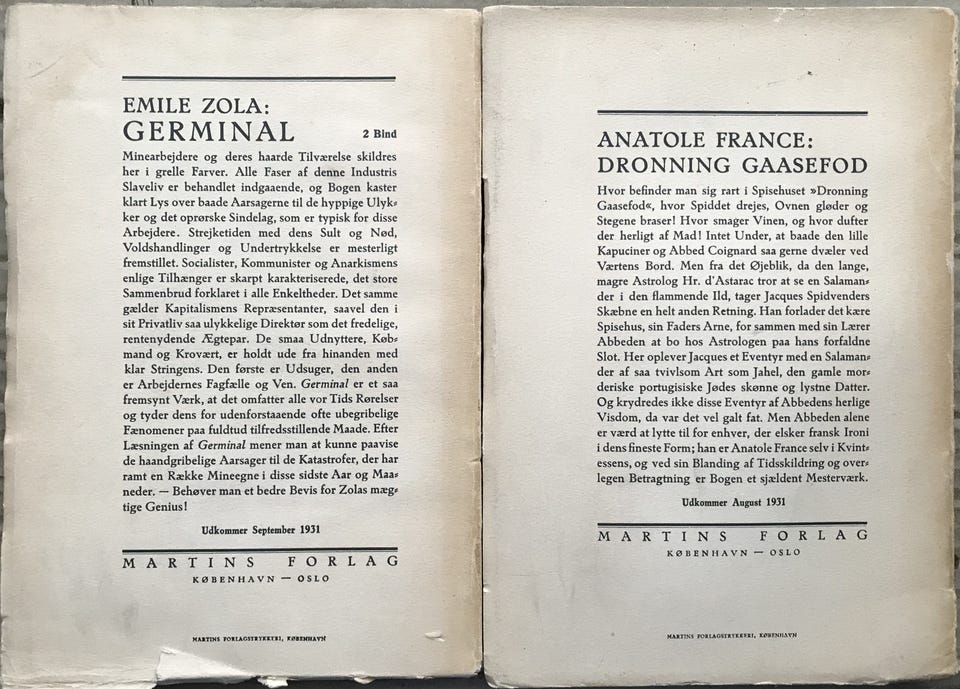 EMILE ZOLA:
GERMINAL 2 Bind
Minearbejdere og deres haarde Tilværelse skildres
her i grelle Farver. Alle Faser af denne Industris
Slaveliv er behandlet indgaaende, og Bogen kaster
klart Lys over baade Aarsagerne til de hyppige Ulyk-
ker og det oprørske Sindelag, som er typisk for disse
Arbejdere. Strejketiden med dens Sult og Nød,
Voldshandlinger og Undertrykkelse er mesterligt
fremstillet. Socialister, Kommunister og Anarkismens
enlige Tilhænger er skarpt karakteriserede, det store
Sammenbrud forklaret i alle Enkeltheder. Det samme
gælder Kapitalismens Repræsentanter, saavel den i
sit Privatliv saa ulykkelige Direktør som det fredelige,
rentenydende Ægtepar. De smaa Udnyttere, Køb-
mand og Krovært, er holdt ude fra hinanden med
klar Stringens. Den første er Udsuger, den anden
er Arbejdernes Fagfælle og Ven. Germinal er et saa
fremsynt Værk, at det omfatter alle vor Tids Rørelser
og tyder dens for udenforstaaende ofte ubegribelige
Fænomener paa fuldtud tilfredsstillende Maade. Efter
Læsningen af Germinal mener man at kunne paavise
de haandgribelige Aarsager til de Katastrofer, der har
ramt en Række Mineegne i disse sidste Aar og Maa-
neder. — Behøver man et bedre Bevis for Zolas mæg-
tige Genius!
Udkommer September 1931
MARTINS FORLAG
KØBENHAVN — OSLO
MARTINS FORLAGSTRYKKERI, KØBENHAVN
ANATOLE FRANCE:
DRONNING GAASEFOD
Hvor befinder man sig rart i Spisehuset »Dronning
Gaasefod«, hvor Spiddet drejes, Ovnen gløder og
Stegene braser! Hvor smager Vinen, og hvor dufter
der herligt af Mad! Intet Under, at baade den lille
Kapuciner og Abbed Coignard saa gerne dvæler ved
Værtens Bord. Men fra det Øjeblik, da den lange,
magre Astrolog Hr. d'Astarac tror at se en Salaman-
der i den flammende Ild, tager Jacques Spidvenders
Skæbne en helt anden Retning. Han forlader det kære
Spisehus, sin Faders Arne, for sammen med sin Lærer
Abbeden at bo hos Astrologen paa hans forfaldne
Slot. Her oplever Jacques et Eventyr med en Salaman-
der af saa tvivlsom Art som Jahel, den gamle mor-
deriske portugisiske Jødes skønne og lystne Datter.
Og krydredes ikke disse Eventyr af Abbedens herlige
Visdom, da var det vel galt fat. Men Abbeden alene
er værd at lytte til for enhver, der elsker fransk Ironi
i dens fineste Form; han er Anatole France selv i Kvint-
essens, og ved sin Blanding af Tidsskildring og over-
legen Betragtning er Bogen et sjældent Mesterværk.
Udkommer August 1931
MARTINS FORLAG
KØBENHAVN — OSLO
MARTINS FORLAGSTRYKKERI, KØBENHAVN